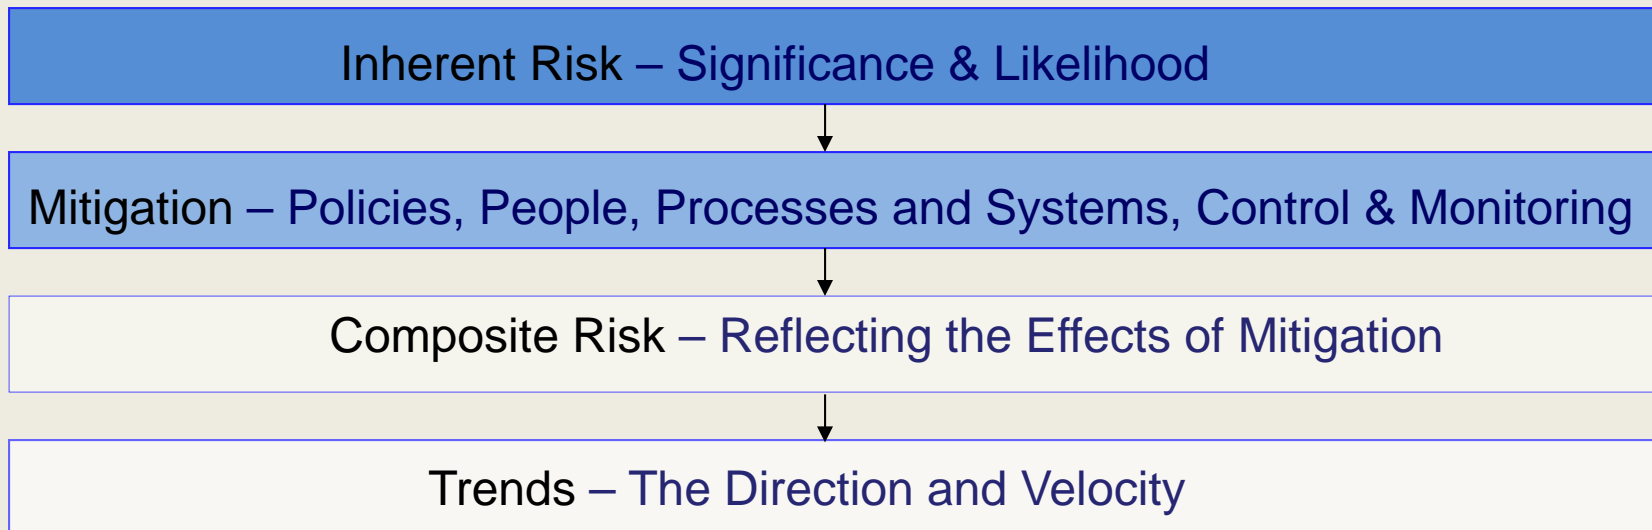 Inherent Risk – Significance & Likelihood
Mitigation – Policies, People, Processes and Systems, Control & Monitoring
Composite Risk – Reflecting the Effects of Mitigation
Trends – The Direction and Velocity